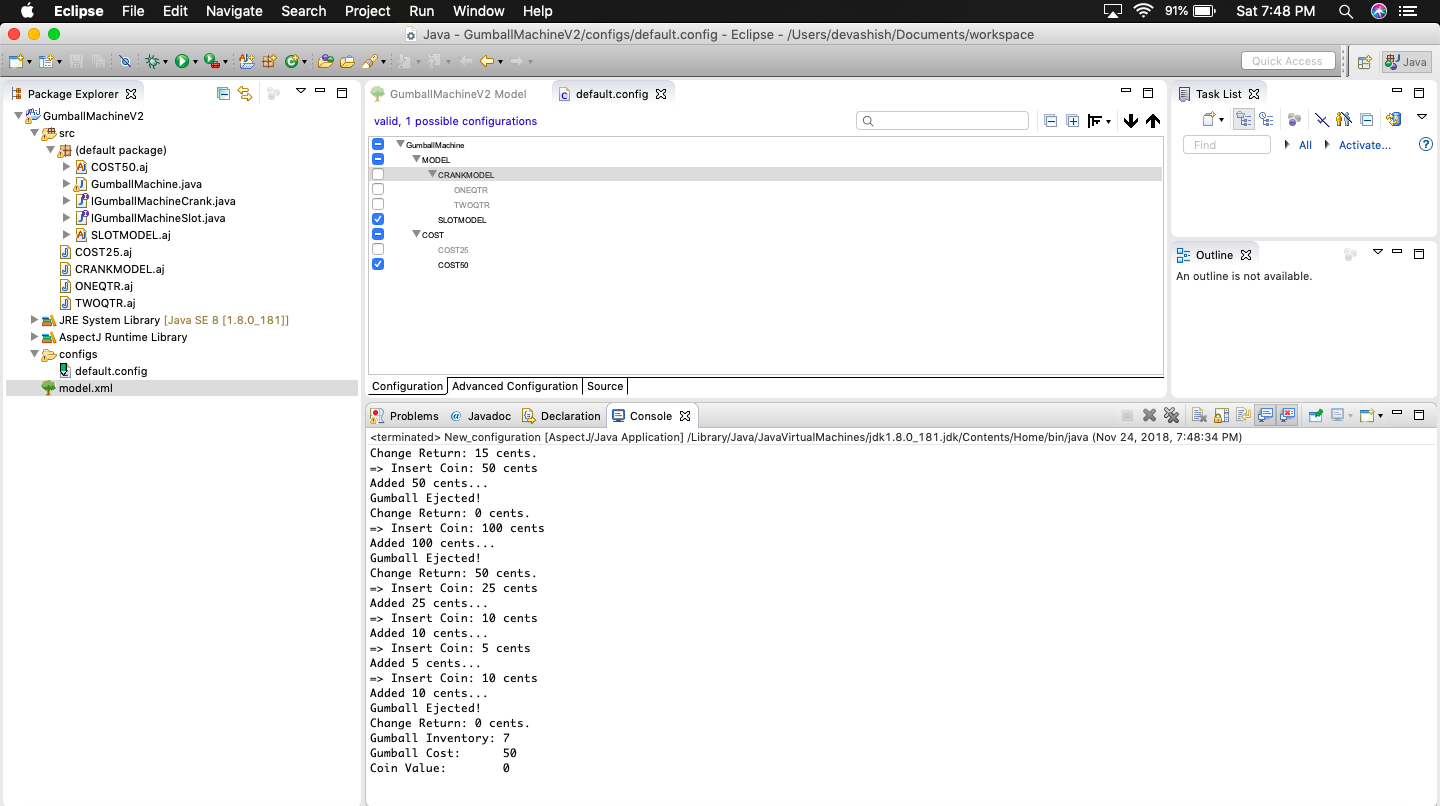 Eclipse File Edit Navigate Search Project Run Window Help 91% Sat 7:48 PM
Java - GumballMachineV2/configs/default.config - Eclipse - /Users/devashish/Documents/workspace
Quick Access Java
Package Explorer
GumballMachineV2
src
(default package)
COST50.aj
GumballMachine.java
IGumballMachineCrank.java
IGumballMachineSlot.java
SLOTMODEL.aj
COST25.aj
CRANKMODEL.aj
ONEQTR.aj
TWOQTR.aj
JRE System Library [Java SE 8 [1.8.0_181]]
AspectJ Runtime Library
configs
default.config
model.xml
GumballMachineV2 Model default.config
valid, 1 possible configurations
GumballMachine
MODEL
CRANKMODEL
ONEQTR
TWOQTR
SLOTMODEL
COST
COST25
COST50
Configuration Advanced Configuration Source
Task List
Find All Activate...
Outline
An outline is not available.
Problems Javadoc Declaration Console
<terminated> New_configuration [AspectJ/Java Application] /Library/Java/JavaVirtualMachines/jdk1.8.0_181.jdk/Contents/Home/bin/java (Nov 24, 2018, 7:48:34 PM)
Change Return: 15 cents.
=> Insert Coin: 50 cents
Added 50 cents...
Gumball Ejected!
Change Return: 0 cents.
=> Insert Coin: 100 cents
Added 100 cents...
Gumball Ejected!
Change Return: 50 cents.
=> Insert Coin: 25 cents
Added 25 cents...
=> Insert Coin: 10 cents
Added 10 cents...
=> Insert Coin: 5 cents
Added 5 cents...
=> Insert Coin: 10 cents
Added 10 cents...
Gumball Ejected!
Change Return: 0 cents.
Gumball Inventory: 7
Gumball Cost: 50
Coin Value: 0